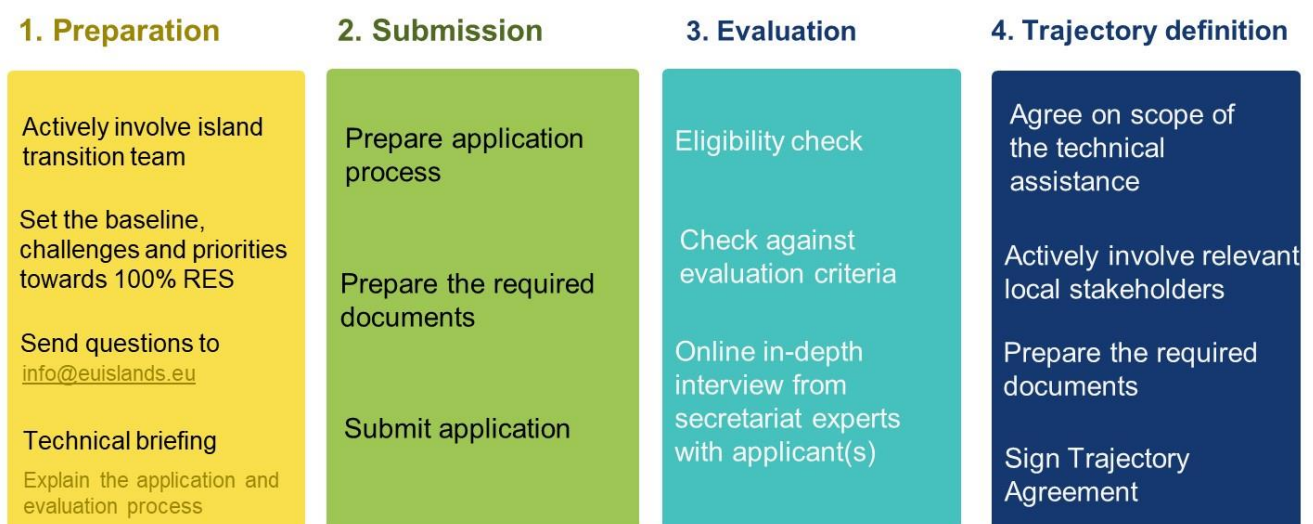 1. Preparation
Actively involve island
transition team
Set the baseline,
challenges and priorities
towards 100% RES
Send questions to
info@euislands.eu
Technical briefing
Explain the application and
evaluation process
2. Submission
Prepare application
process
Prepare the required
documents
Submit application
3. Evaluation
Eligibility check
Check against
evaluation criteria
Online in-depth
interview from
secretariat experts
with applicant(s)
4. Trajectory definition
Agree on scope of
the technical
assistance
Actively involve relevant
local stakeholders
Prepare the required
documents
Sign Trajectory
Agreement